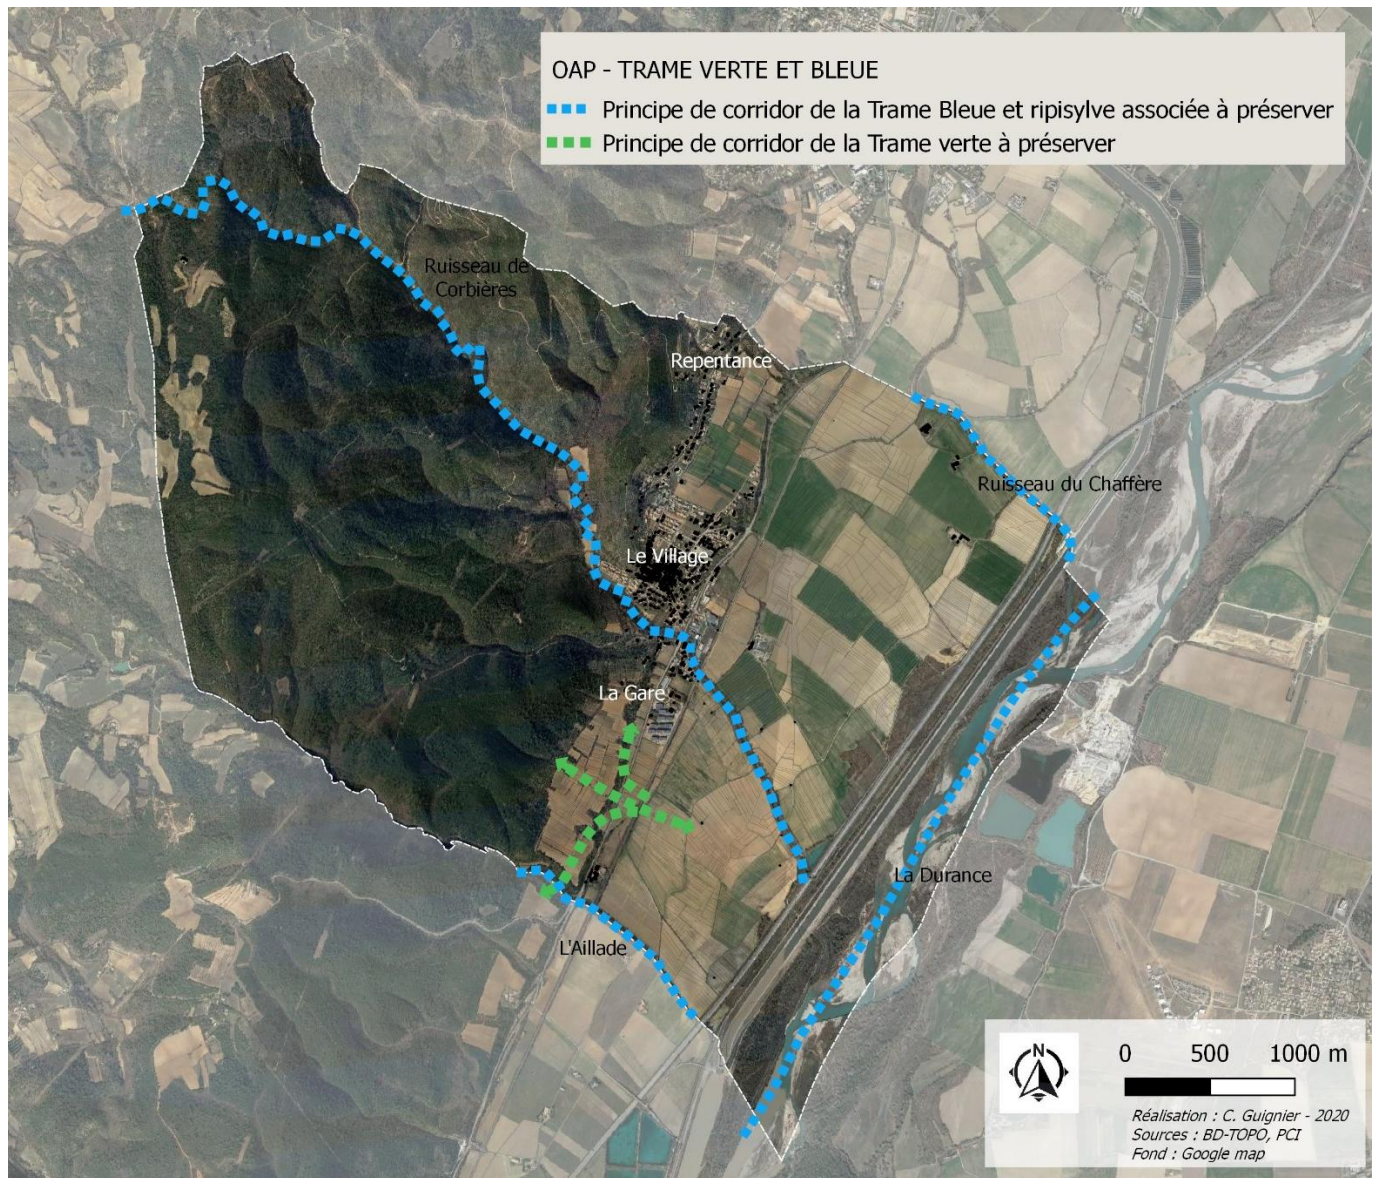 OAP - TRAME VERTE ET BLEUE
Principe de corridor de la Trame Bleue et ripisylve associée à préserver
Principe de corridor de la Trame verte à préserver
Ruisseau de
Corbières
Repentance
Ruisseau du Chaffère
Le Village
La Gare
La Durance
L'Aillade
N
0 500 1000 m
Réalisation : C. Guignier - 2020
Sources : BD-TOPO, PCI
Fond : Google map